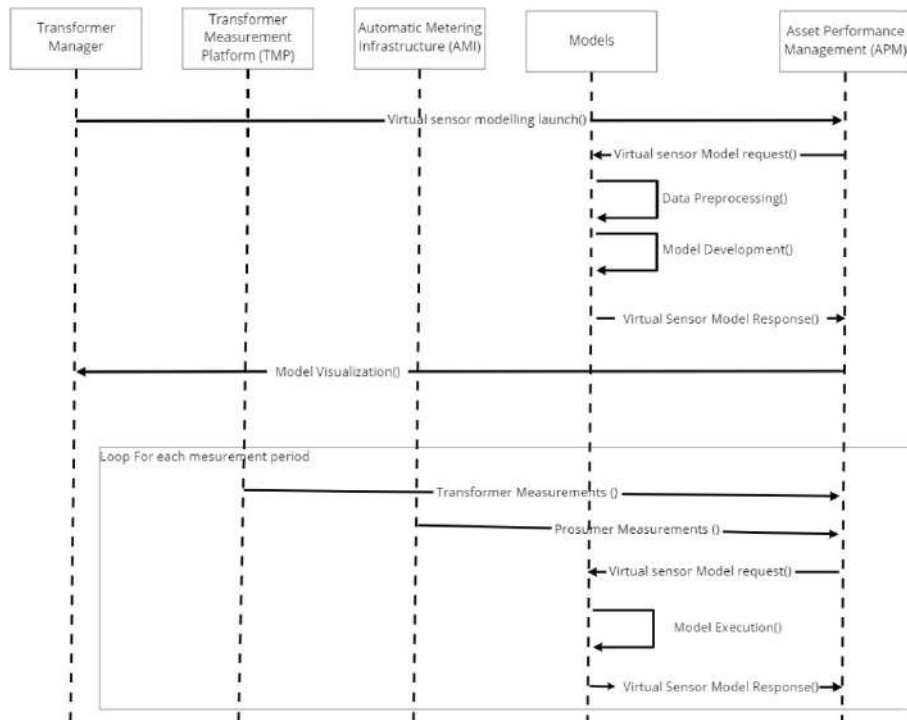 Transformer
Manager
Transformer
Measurement
Platform (TMP)
Automatic Metering
Infrastructure (AMI)
Models
Asset Performance
Management (APM)
Virtual sensor modelling launch()
Virtual sensor Model request()
Data Preprocessing()
Model Development()
Virtual Sensor Model Response()
Model Visualization()
Loop For each mesurement period
Transformer Measurements ()
Prosumer Measurements ()
Virtual sensor Model request()
Model Execution()
Virtual Sensor Model Response()